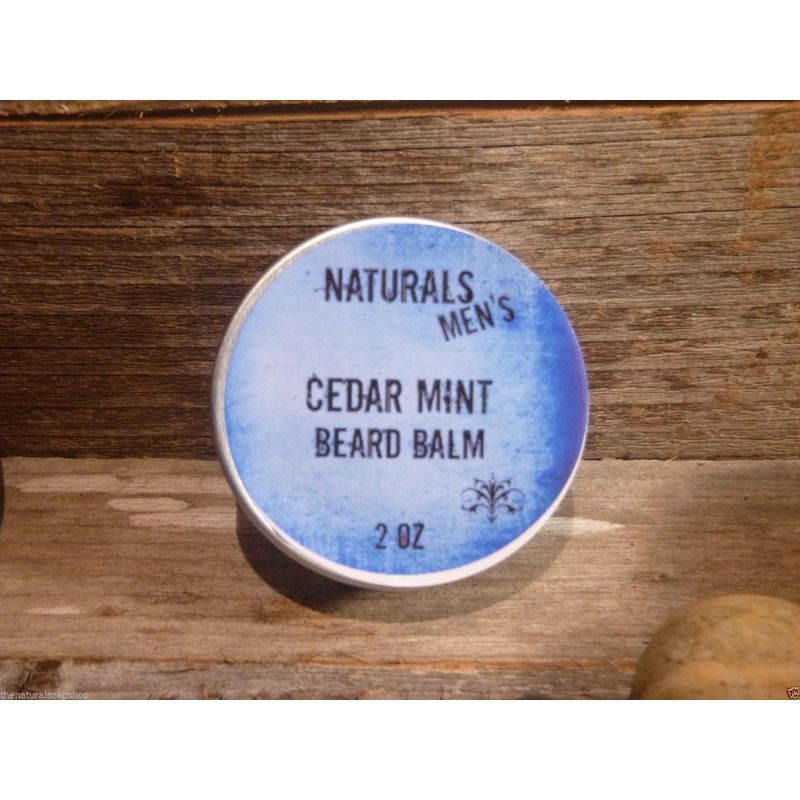 NATURALS
MEN'S
CEDAR MINT
BEARD BALM
2 OZ
thenaturalsoapshop